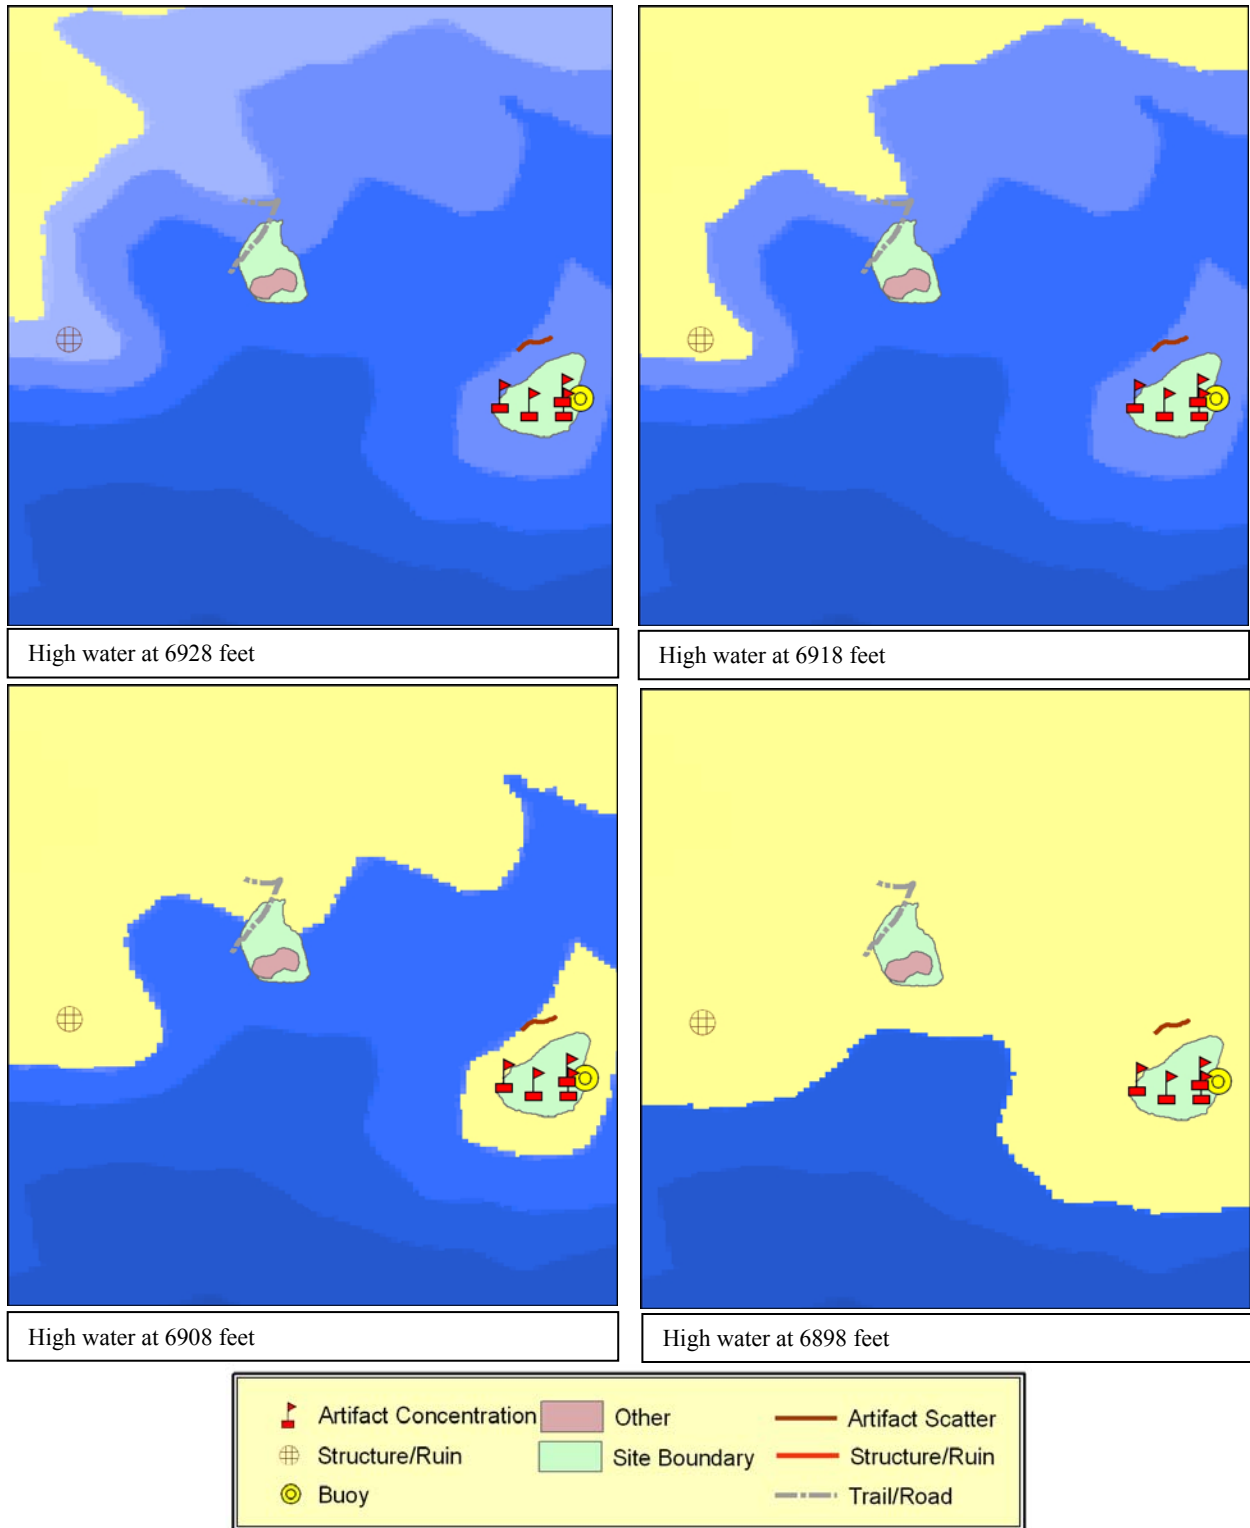 High water at 6928 feet
High water at 6918 feet
High water at 6908 feet
High water at 6898 feet
Artifact Concentration Other Artifact Scatter
Structure/Ruin Site Boundary Structure/Ruin
Buoy Trail/Road